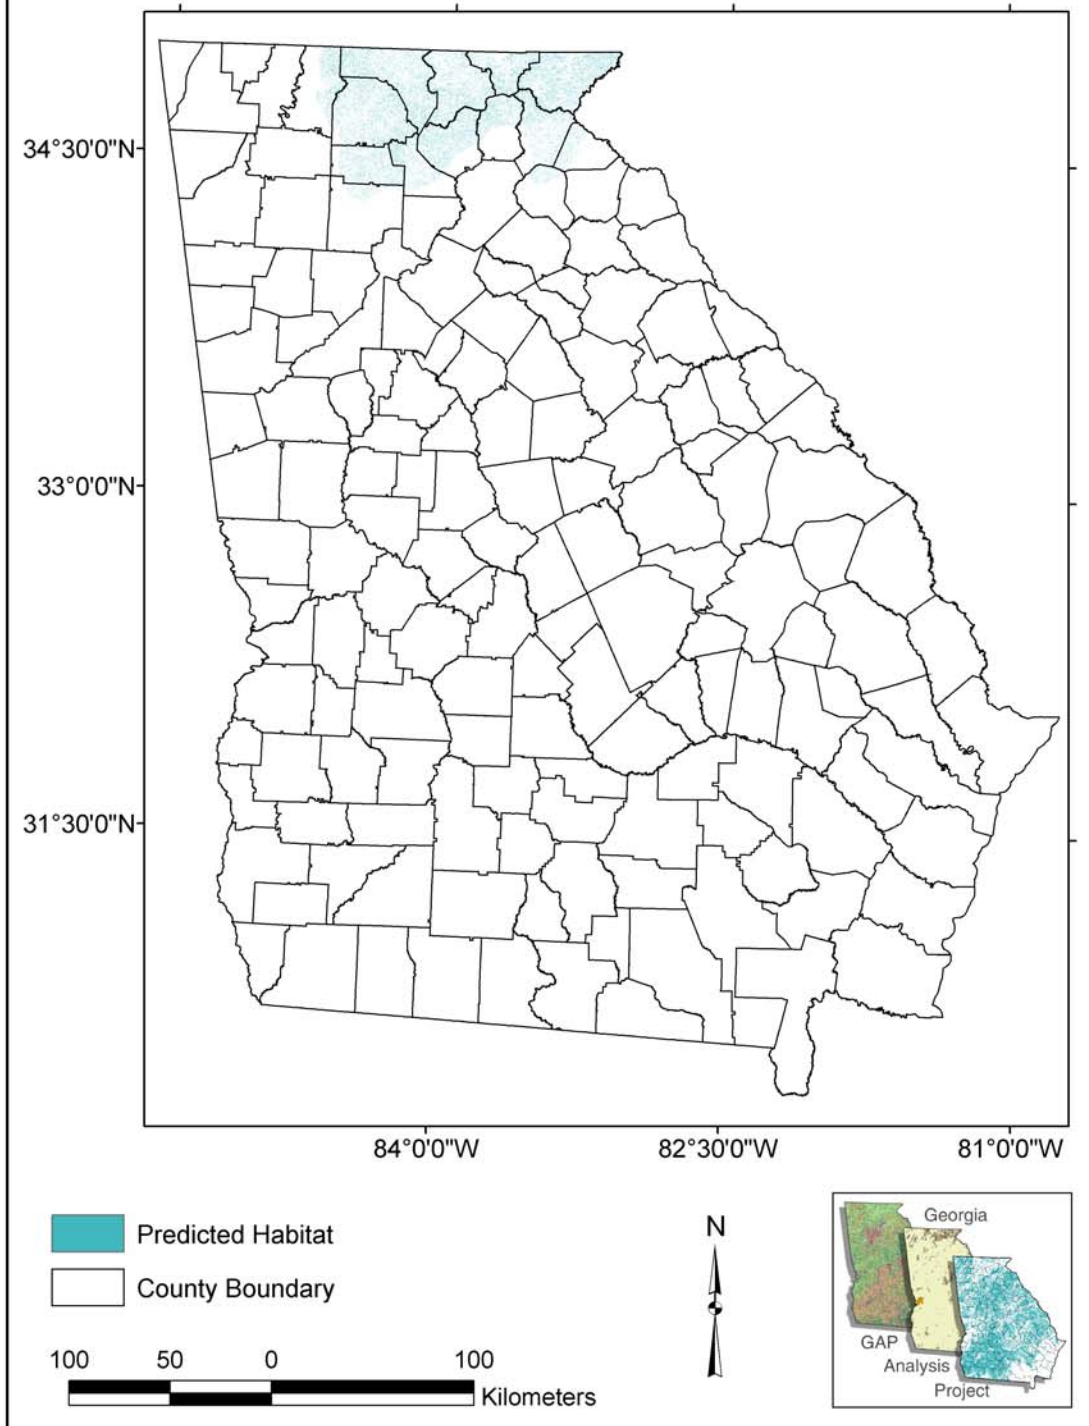 34°30'0"N
33°0'0"N
31°30'0"N
84°0'0"W 82°30'0"W 81°0'0"W
Predicted Habitat
County Boundary
100 50 0 100
Kilometers
N
Georgia
GAP
Analysis
Project